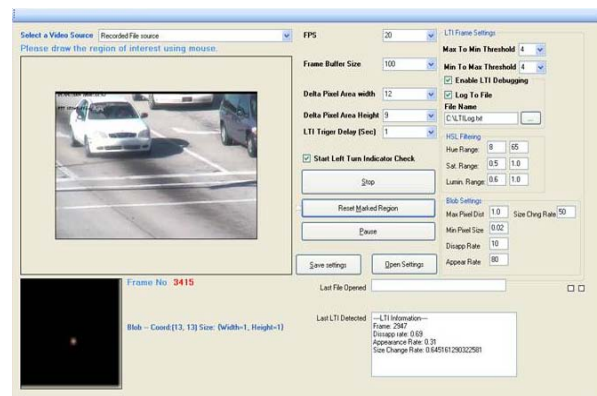 Select a Video Source Recorded File source
Please draw the region of interest using mouse.
FPS 20
Frame Buffer Size 100
Delta Pixel Area width 12
Delta Pixel Area Height 9
LTI Triger Delay (Sec) 1
Start Left Turn Indicator Check
Stop
Reset Marked Region
Pause
Save settings Open Settings
LTI Frame Settings
Max To Min Threshold 4
Min To Max Threshold 4
Enable LTI Debugging
Log To File
File Name
C:\LTILog.txt ...
HSL Filtering
Hue Range: 8 65
Sat. Range: 0.5 1.0
Lumin. Range: 0.6 1.0
Blob Settings
Max Pixel Dist 1.0 Size Chng Rate 50
Min Pixel Size 0.02
Disapp Rate 10
Appear Rate 80
Frame No 3415
Blob -- Coord:(13, 13) Size: {Width=1, Height=1}
Last File Opened
Last LTI Detected
---LTI Information---
Frame: 2947
Dissapp rate: 0.69
Appearance Rate: 0.31
Size Change Rate: 0.645161290322581